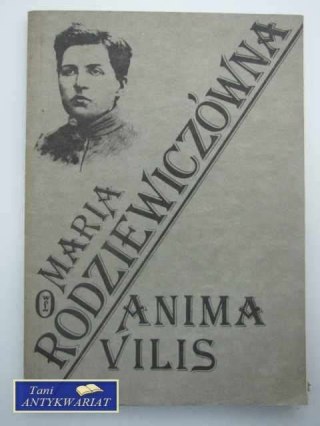 MARIA
RODZIEWICZÓWNA
ANIMA
VILIS
Tani
ANTYKWARIAT